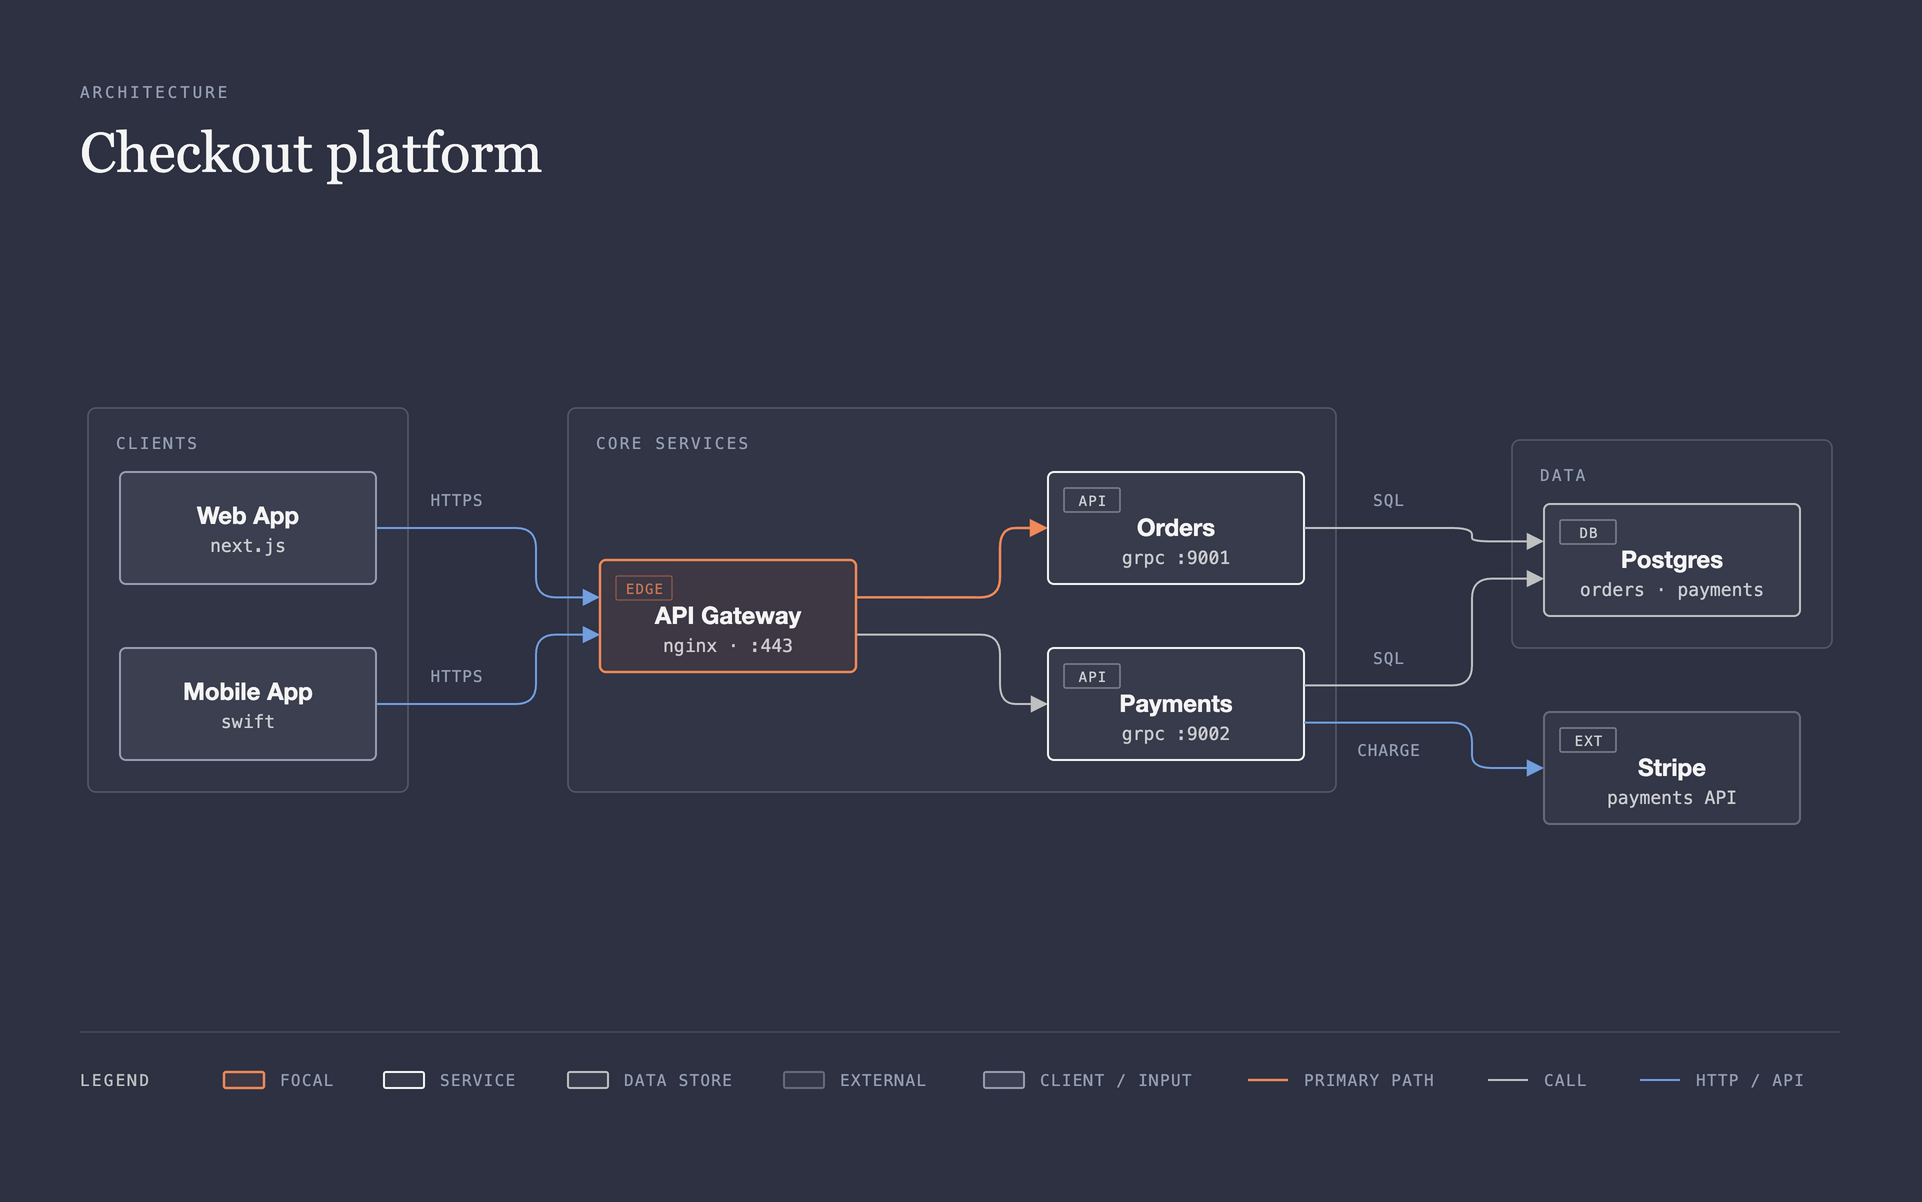 ARCHITECTURE
Checkout platform
CLIENTS
Web App
next.js
Mobile App
swift
HTTPS
HTTPS
CORE SERVICES
EDGE
API Gateway
nginx · :443
API
Orders
grpc :9001
API
Payments
grpc :9002
SQL
SQL
CHARGE
DATA
DB
Postgres
orders · payments
EXT
Stripe
payments API
LEGEND
FOCAL
SERVICE
DATA STORE
EXTERNAL
CLIENT / INPUT
PRIMARY PATH
CALL
HTTP / API